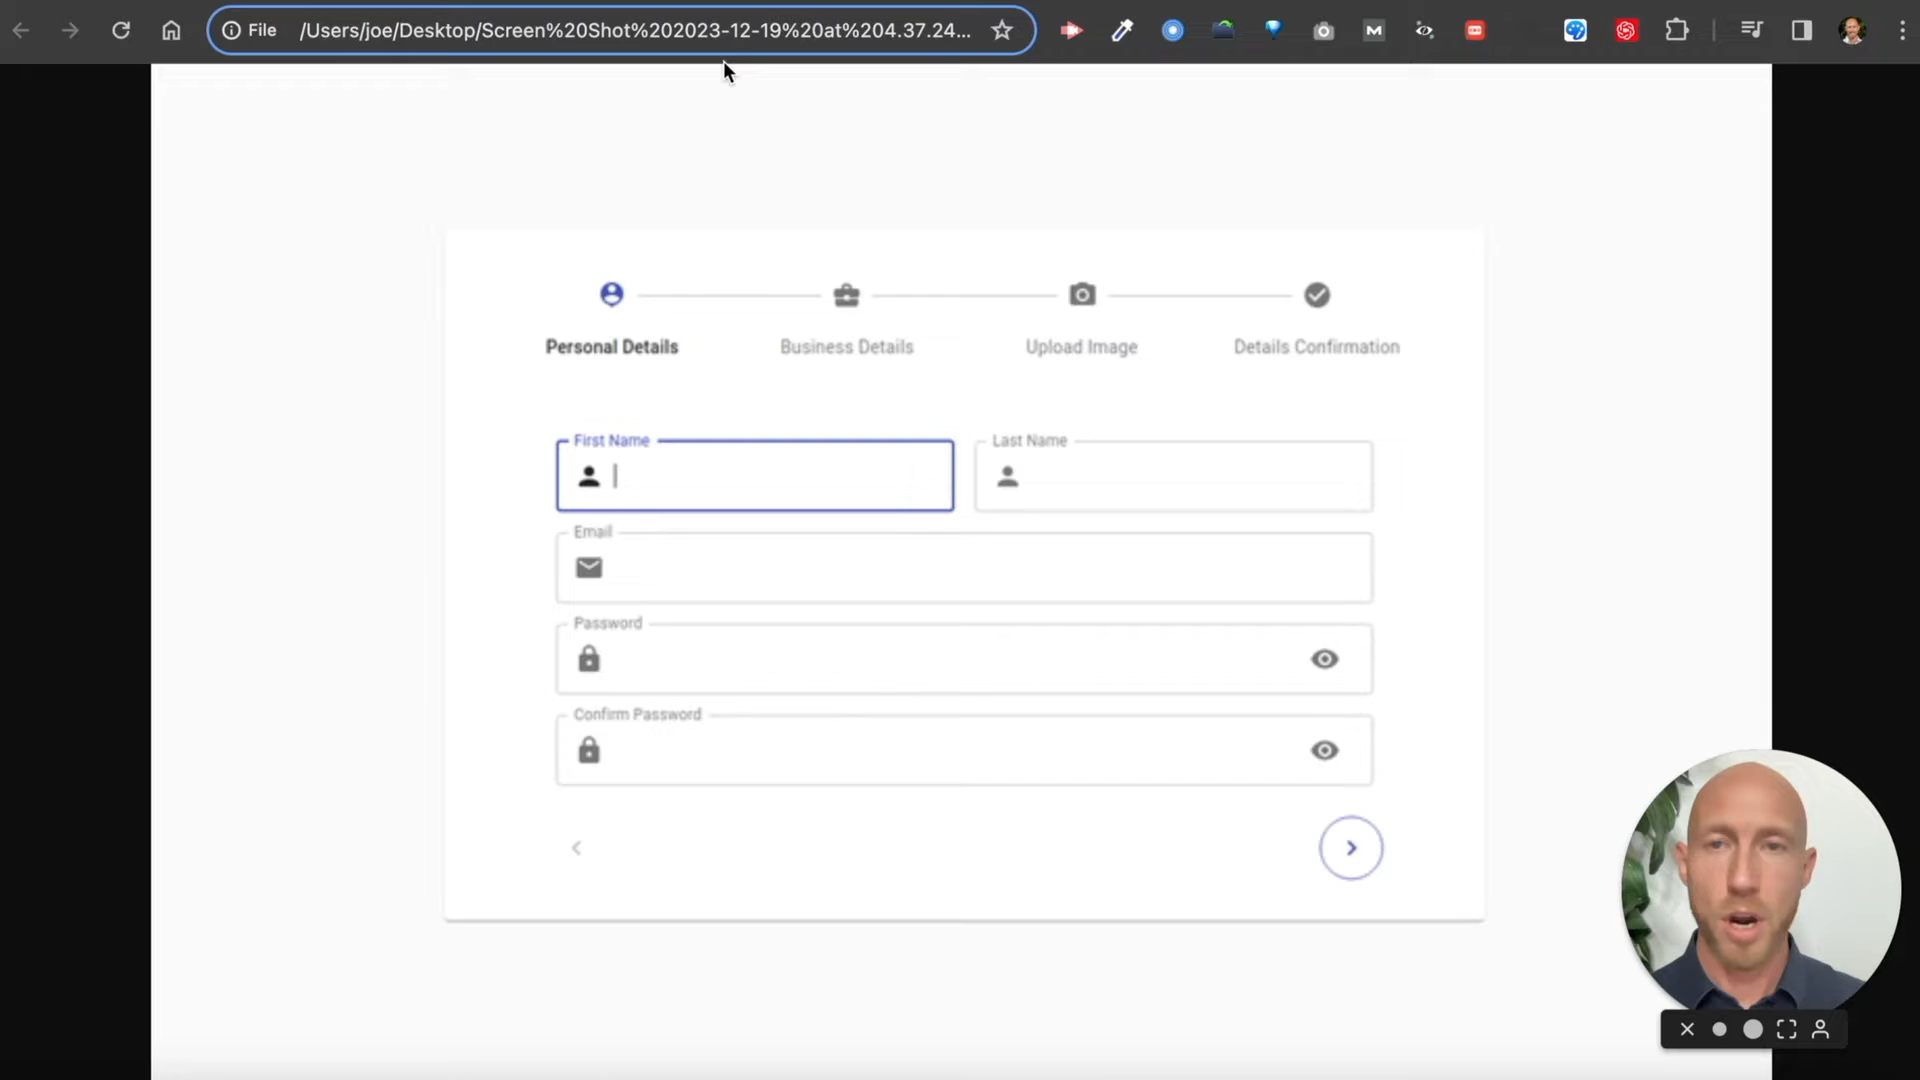 File /Users/joe/Desktop/Screen%20Shot%202023-12-19%20at%204.37.24...
Personal Details
Business Details
Upload Image
Details Confirmation
First Name
Last Name
Email
Password
Confirm Password